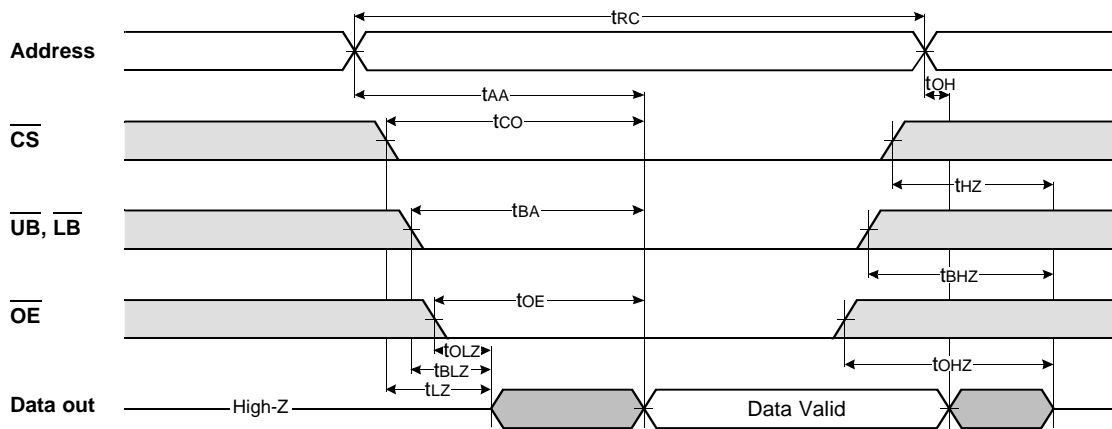 tRC
Address
tOH
tAA
tCO
CS
tHZ
tBA
UB, LB
tBHZ
tOE
OE
tOLZ
tBLZ
tOHZ
tLZ
Data out
High-Z
Data Valid